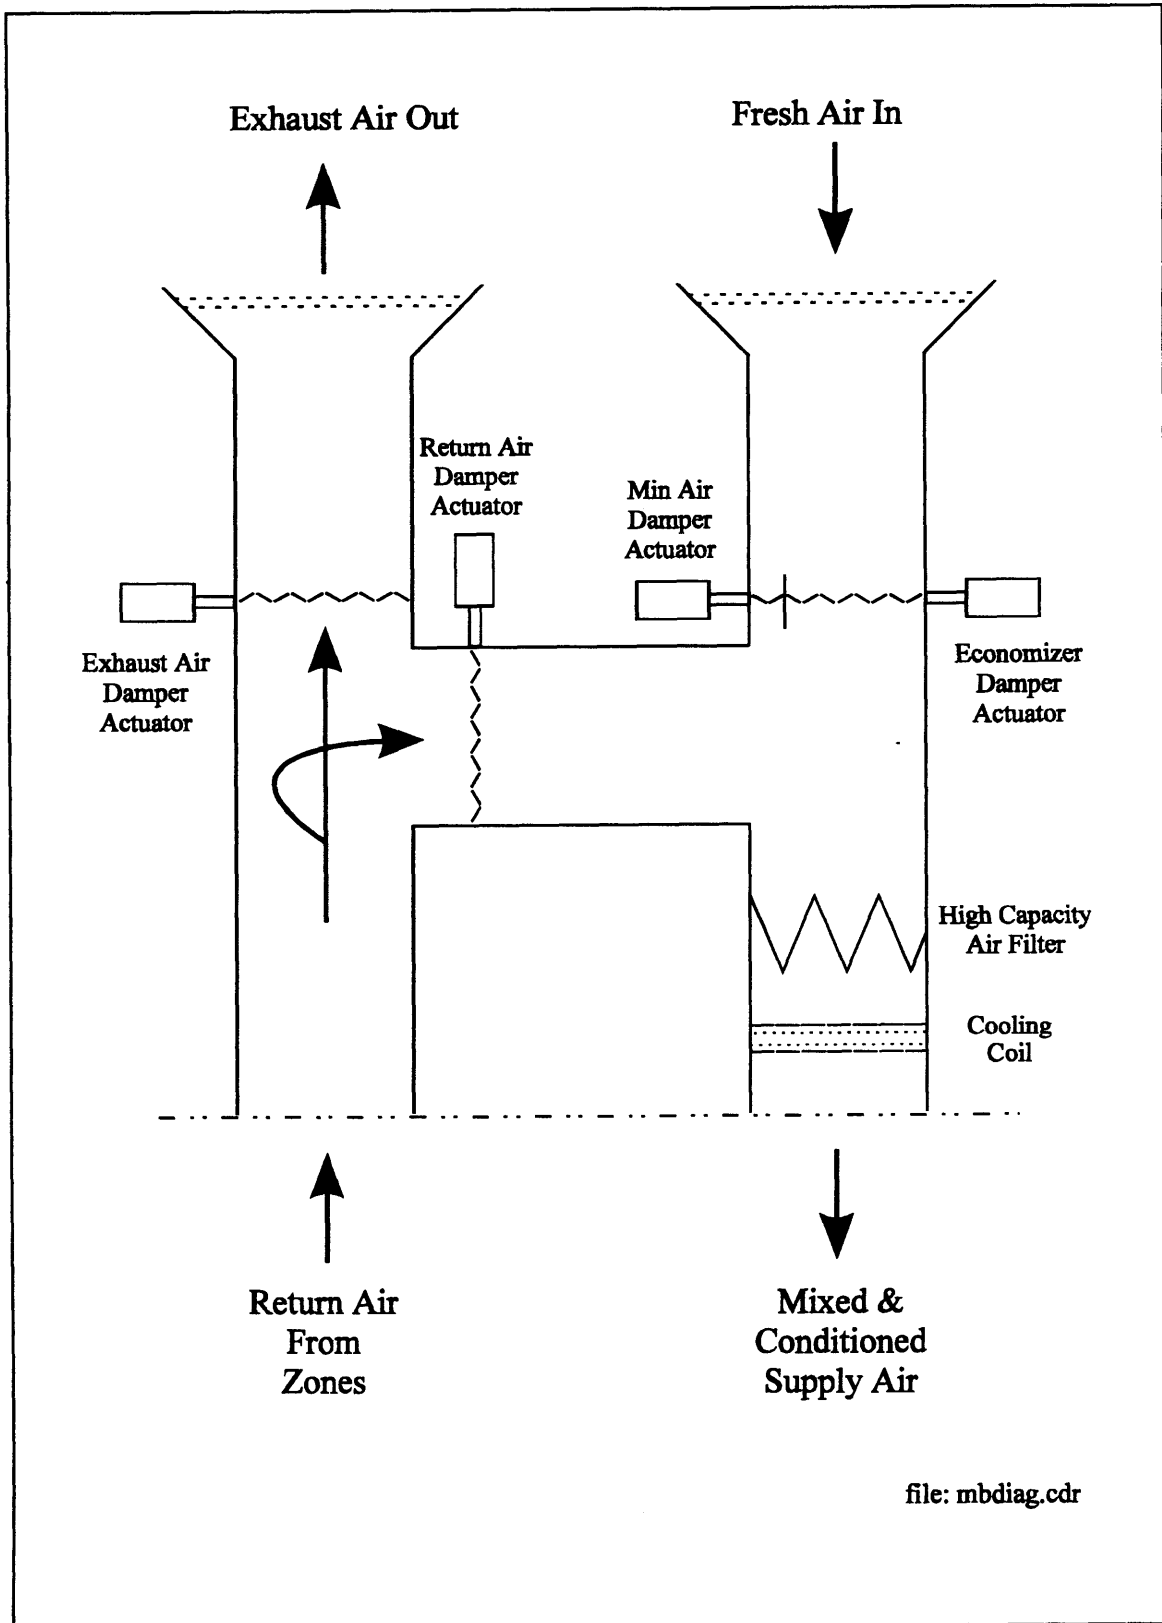 Exhaust Air Out
Fresh Air In
Return Air
Damper
Actuator
Min Air
Damper
Actuator
Exhaust Air
Damper
Actuator
Economizer
Damper
Actuator
High Capacity
Air Filter
Cooling
Coil
Return Air
From
Zones
Mixed &
Conditioned
Supply Air
file: mbdiag.cdr